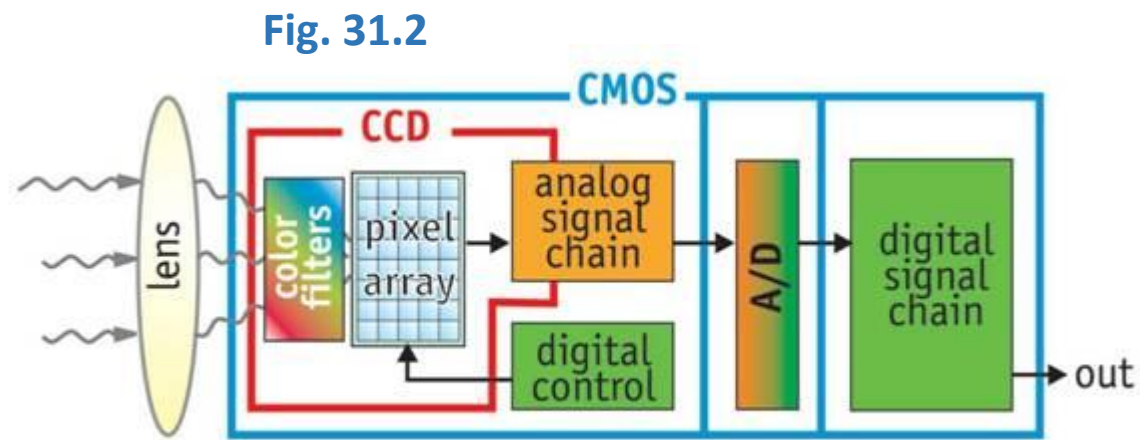 Fig. 31.2
CMOS
CCD
lens
color
filters
pixel
array
analog
signal
chain
digital
control
A/D
digital
signal
chain
out